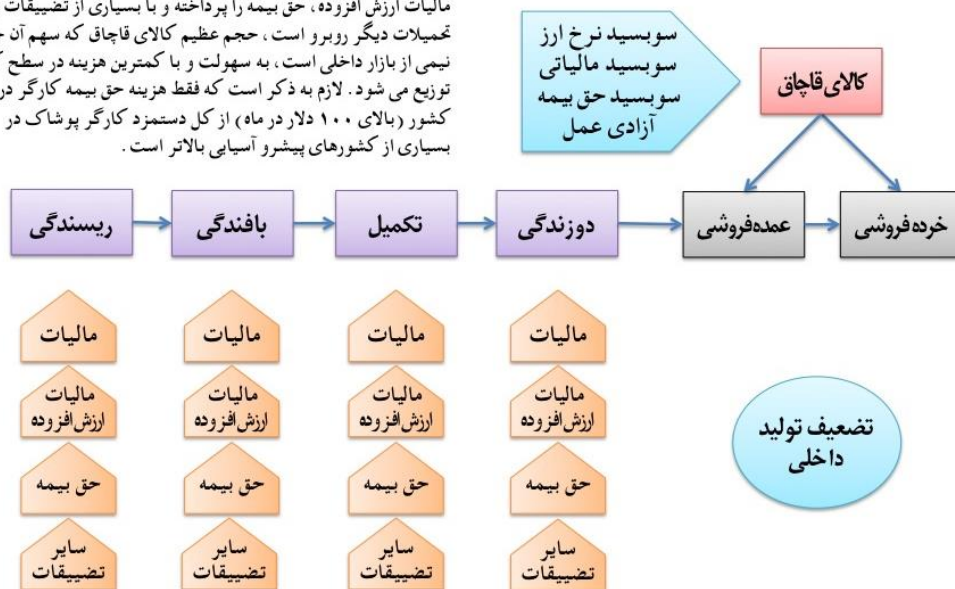 مالیات ارزش افزوده، حق بیمه را پرداخته و با بسیاری از تضییقات
تحمیلات دیگر روبرو است، حجم عظیم کالای قاچاق که سهم آن
نیمی از بازار داخلی است، به سهولت و با کمترین هزینه در سطح
توزیع می شود. لازم به ذکر است که فقط هزینه حق بیمه کارگر در
کشور (بالای ۱۰۰ دلار در ماه) از کل دستمزد کارگر پوشاک در
بسیاری از کشورهای پیشرو آسیایی بالاتر است.
سوبسید نرخ ارز
سوبسید مالیاتی
سوبسید حق بیمه
آزادی عمل
کالای قاچاق
ریسندگی
بافندگی
تکمیل
دوزندگی
عمده‌فروشی
خرده‌فروشی
مالیات
مالیات
مالیات
مالیات
مالیات
ارزش‌افزوده
مالیات
ارزش‌افزوده
مالیات
ارزش‌افزوده
مالیات
ارزش‌افزوده
حق بیمه
حق بیمه
حق بیمه
حق بیمه
سایر
تضییقات
سایر
تضییقات
سایر
تضییقات
سایر
تضییقات
تضعیف تولید
داخلی